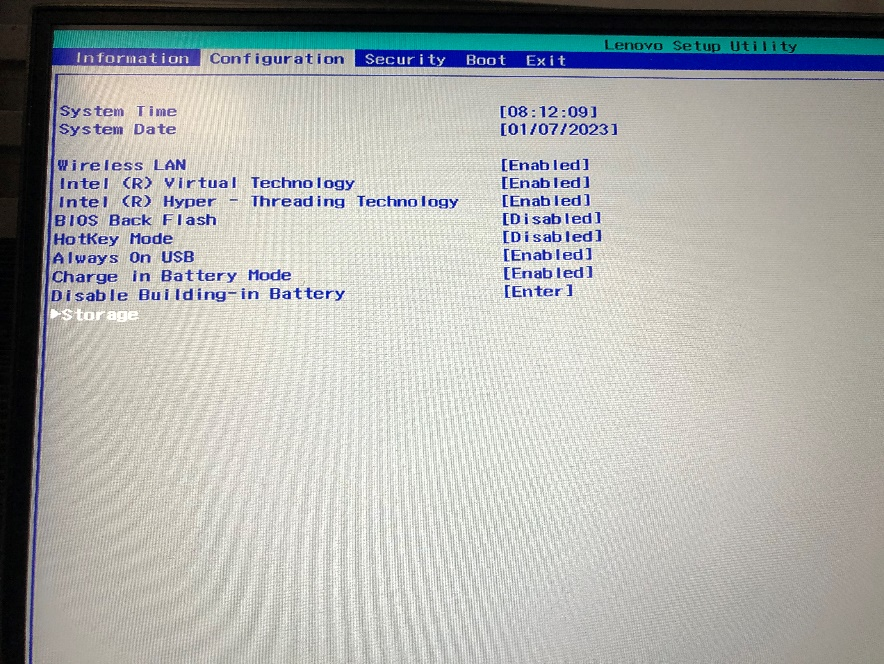 Lenovo Setup Utility
Information Configuration Security Boot Exit
System Time [08:12:09]
System Date [01/07/2023]
Wireless LAN [Enabled]
Intel (R) Virtual Technology [Enabled]
Intel (R) Hyper - Threading Technology [Enabled]
BIOS Back Flash [Disabled]
HotKey Mode [Disabled]
Always On USB [Enabled]
Charge in Battery Mode [Enabled]
Disable Building-in Battery [Enter]
▶Storage